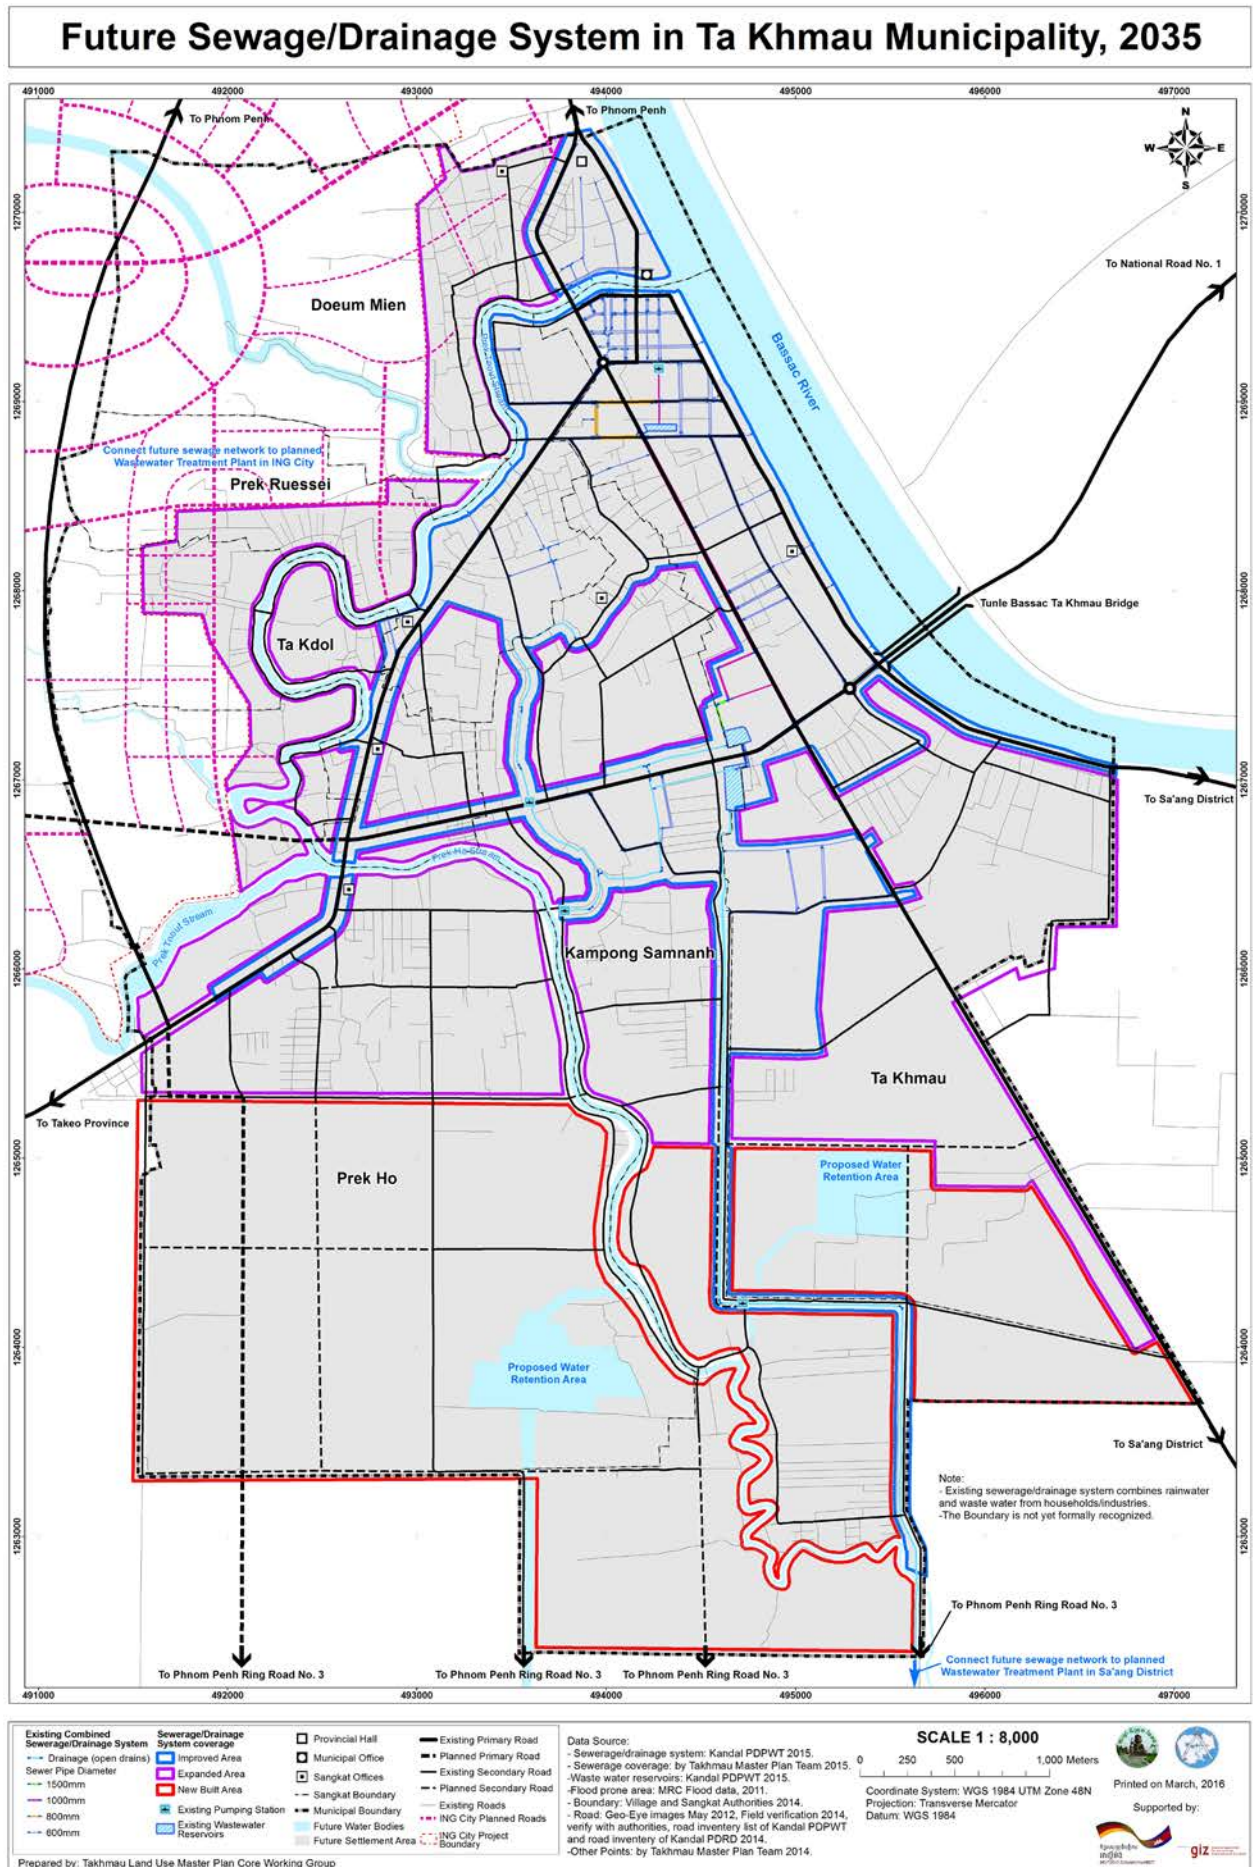 Future Sewage/Drainage System in Ta Khmau Municipality, 2035
491000
492000
493000
494000
495000
496000
497000
To Phnom Penh
To Phnom Penh
N
W
E
S
1270000
1270000
To National Road No. 1
Doeum Mien
Bassac River
1269000
1269000
Connect future sewage network to planned
Wastewater Treatment Plant in ING City
Prek Ruessei
1268000
1268000
Tunle Bassac Ta Khmau Bridge
Ta Kdol
1267000
1267000
To Sa'ang District
Prek Ho Stream
Prek Tnout Stream
Kampong Samnanh
1266000
1266000
Ta Khmau
To Takeo Province
1265000
1265000
Prek Ho
Proposed Water
Retention Area
1264000
1264000
Proposed Water
Retention Area
To Sa'ang District
Note:
- Existing sewerage/drainage system combines rainwater
and waste water from households/industries.
-The Boundary is not yet formally recognized.
1263000
1263000
To Phnom Penh Ring Road No. 3
To Phnom Penh Ring Road No. 3
To Phnom Penh Ring Road No. 3
To Phnom Penh Ring Road No. 3
Connect future sewage network to planned
Wastewater Treatment Plant in Sa'ang District
491000
492000
493000
494000
495000
496000
497000
Existing Combined
Sewerage/Drainage System
Drainage (open drains)
Sewer Pipe Diameter
1500mm
1000mm
800mm
600mm
Sewerage/Drainage
System coverage
Improved Area
Expanded Area
New Built Area
Existing Pumping Station
Existing Wastewater
Reservoirs
Provincial Hall
Municipal Office
Sangkat Offices
Sangkat Boundary
Municipal Boundary
Future Water Bodies
Future Settlement Area
Existing Primary Road
Planned Primary Road
Existing Secondary Road
Planned Secondary Road
Existing Roads
ING City Planned Roads
ING City Project
Boundary
Data Source:
- Sewerage/drainage system: Kandal PDPWT 2015.
- Sewerage coverage: by Takhmau Master Plan Team 2015.
-Waste water reservoirs: Kandal PDPWT 2015.
-Flood prone area: MRC Flood data, 2011.
- Boundary: Village and Sangkat Authorities 2014.
- Road: Geo-Eye images May 2012, Field verification 2014,
verify with authorities, road inventory list of Kandal PDPWT
and road inventory of Kandal PDRD 2014.
-Other Points: by Takhmau Master Plan Team 2014.
SCALE 1 : 8,000
0
250
500
1,000 Meters
Coordinate System: WGS 1984 UTM Zone 48N
Projection: Transverse Mercator
Datum: WGS 1984
Printed on March, 2016
Supported by:
giz
Prepared by: Takhmau Land Use Master Plan Core Working Group